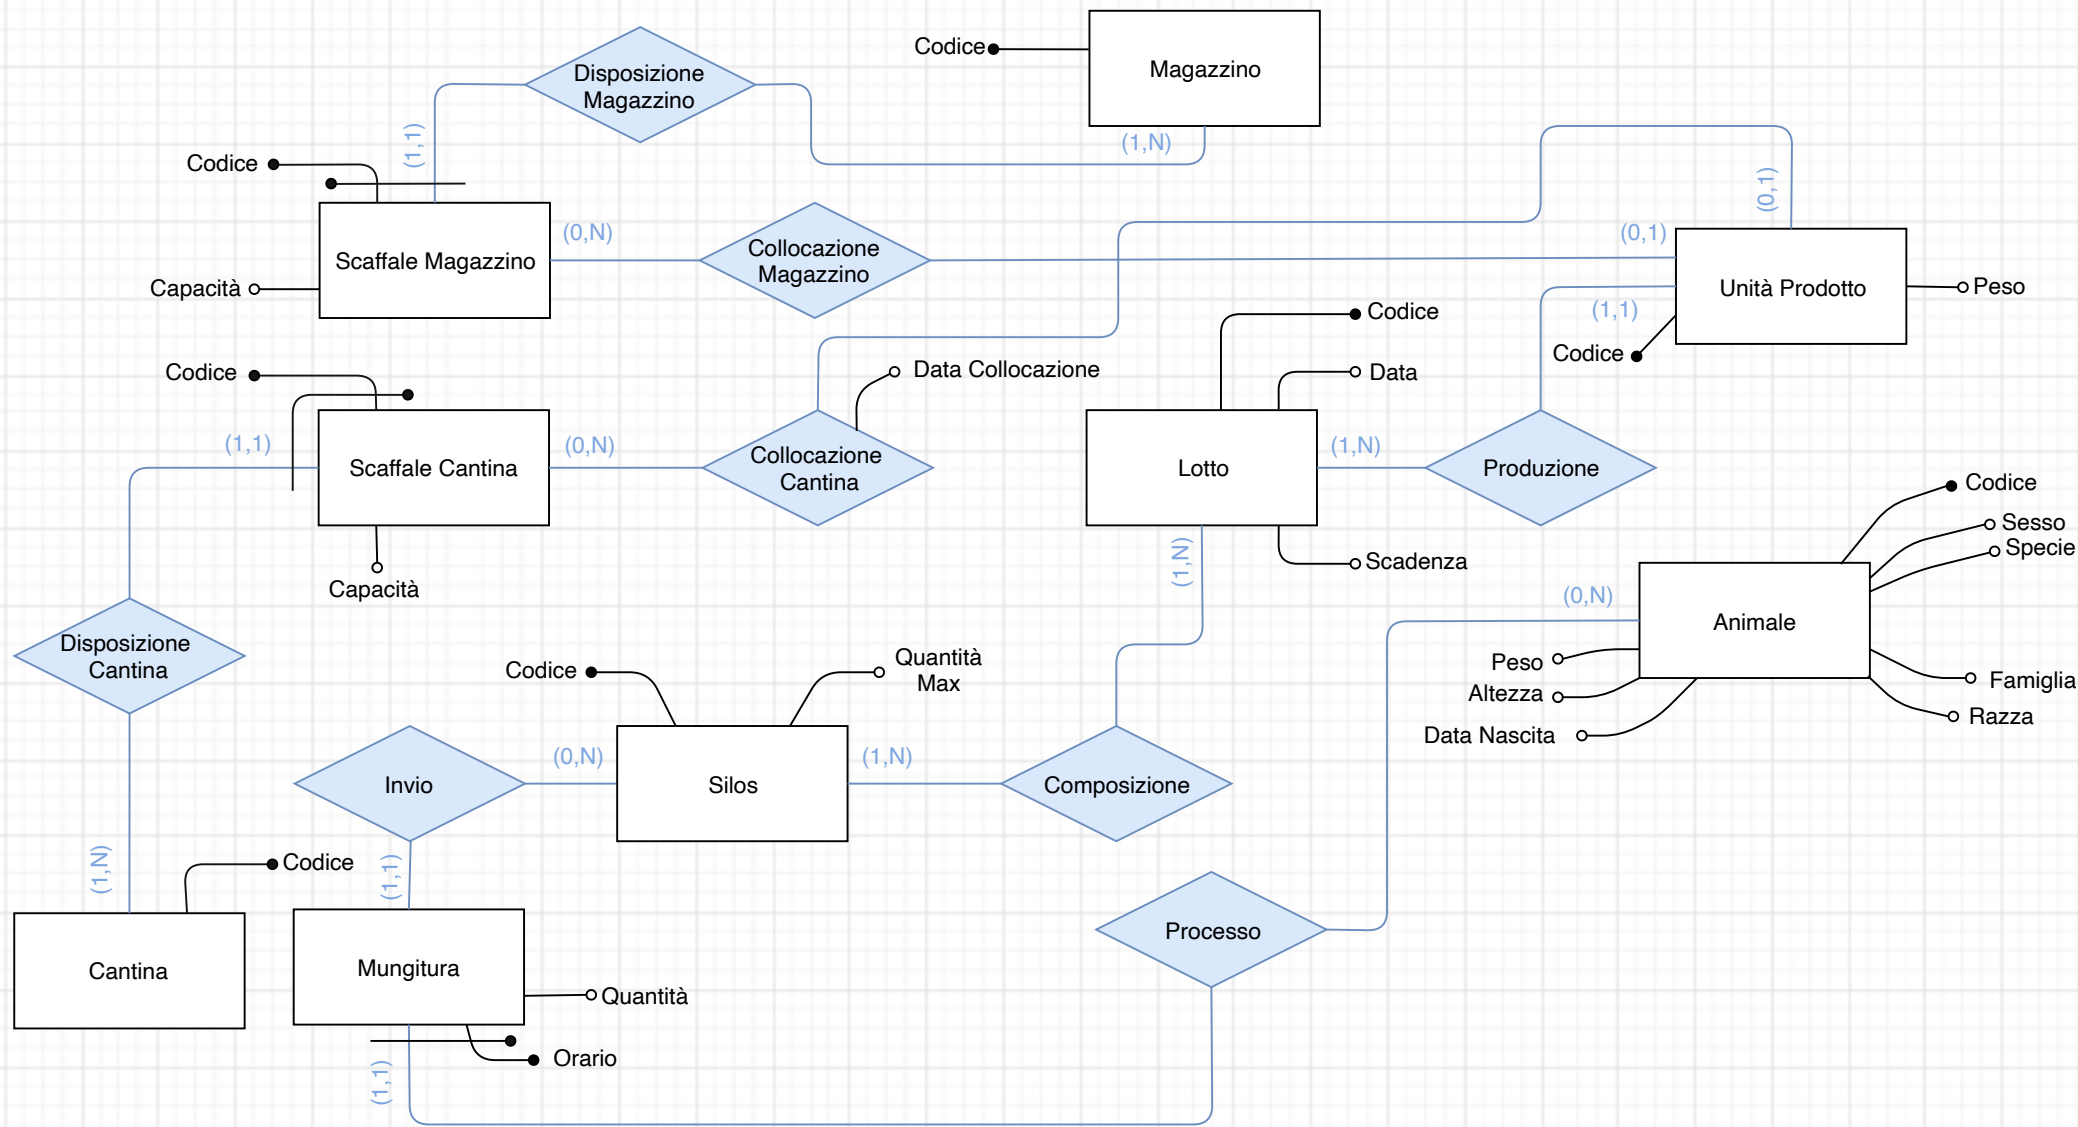 Codice
Magazzino
Disposizione
Magazzino
(1,1)
(1,N)
Codice
(0,1)
Scaffale Magazzino
(0,N)
Collocazione
Magazzino
(0,1)
Unità Prodotto
Peso
Capacità
(1,1)
Codice
Codice
Codice
Data Collocazione
Data
(1,1)
Scaffale Cantina
(0,N)
Collocazione
Cantina
Lotto
(1,N)
Produzione
Codice
Sesso
Specie
(1,N)
Scadenza
Capacità
(0,N)
Animale
Disposizione
Cantina
Codice
Quantità
Max
Peso
Altezza
Data Nascita
Famiglia
Razza
Invio
(0,N)
Silos
(1,N)
Composizione
(1,N)
Codice
(1,1)
Processo
Cantina
Mungitura
Quantità
Orario
(1,1)